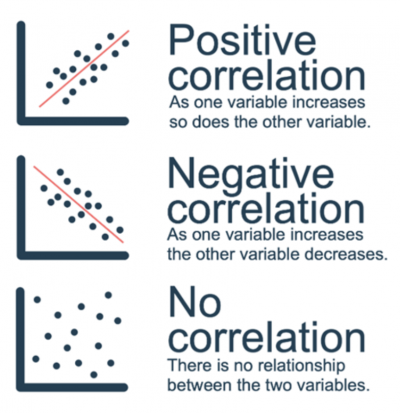 Positive
correlation
As one variable increases
so does the other variable.
Negative
correlation
As one variable increases
the other variable decreases.
No
correlation
There is no relationship
between the two variables.